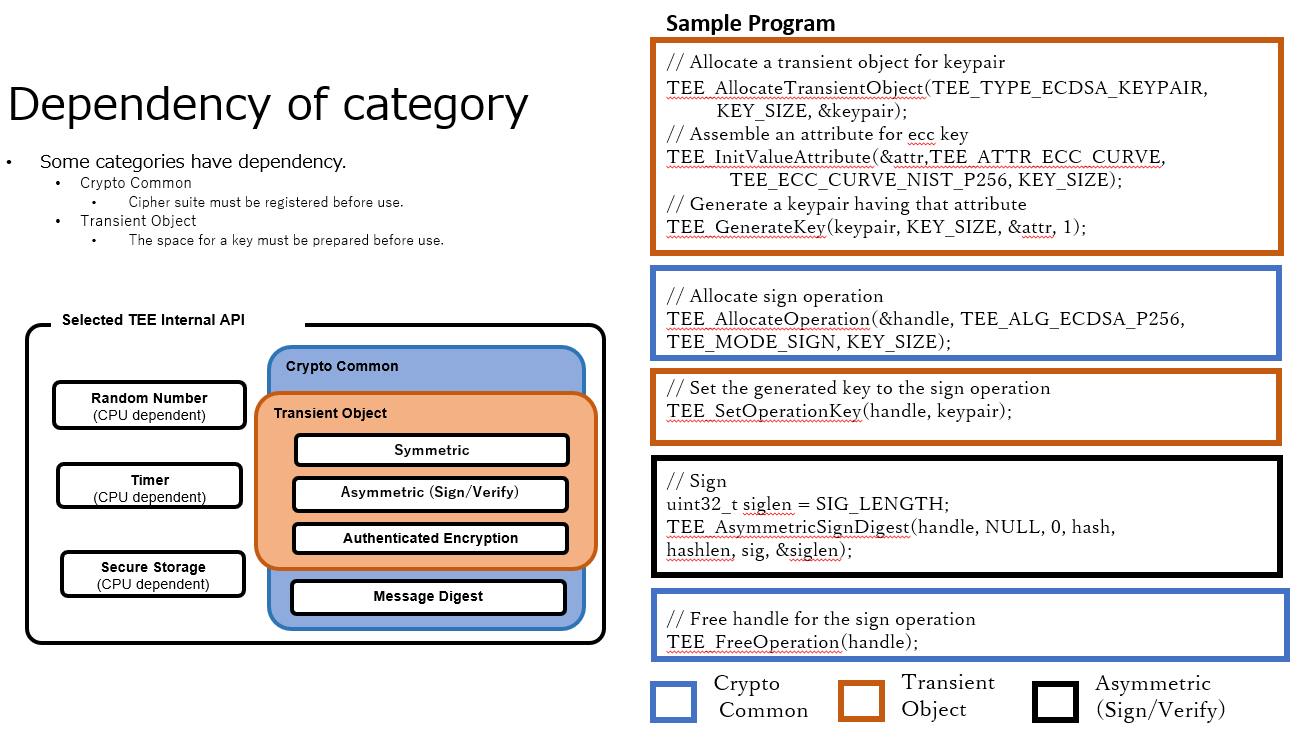 Dependency of category
• Some categories have dependency.
• Crypto Common
• Cipher suite must be registered before use.
• Transient Object
• The space for a key must be prepared before use.
Selected TEE Internal API
Random Number
(CPU dependent)
Timer
(CPU dependent)
Secure Storage
(CPU dependent)
Crypto Common
Transient Object
Symmetric
Asymmetric (Sign/Verify)
Authenticated Encryption
Message Digest
Sample Program
// Allocate a transient object for keypair
TEE_AllocateTransientObject(TEE_TYPE_ECDSA_KEYPAIR,
KEY_SIZE, &keypair);
// Assemble an attribute for ecc key
TEE_InitValueAttribute(&attr,TEE_ATTR_ECC_CURVE,
TEE_ECC_CURVE_NIST_P256, KEY_SIZE);
// Generate a keypair having that attribute
TEE_GenerateKey(keypair, KEY_SIZE, &attr, 1);
// Allocate sign operation
TEE_AllocateOperation(&handle, TEE_ALG_ECDSA_P256,
TEE_MODE_SIGN, KEY_SIZE);
// Set the generated key to the sign operation
TEE_SetOperationKey(handle, keypair);
// Sign
uint32_t siglen = SIG_LENGTH;
TEE_AsymmetricSignDigest(handle, NULL, 0, hash,
hashlen, sig, &siglen);
// Free handle for the sign operation
TEE_FreeOperation(handle);
Crypto
Common
Transient
Object
Asymmetric
(Sign/Verify)